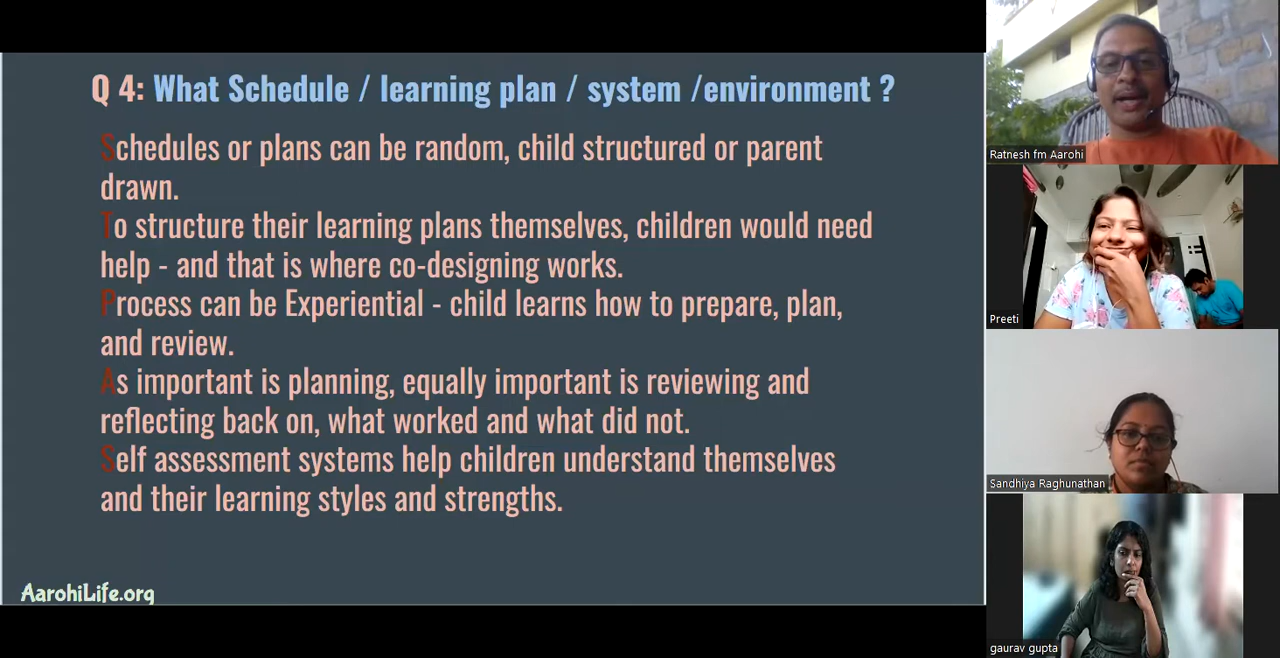 Q 4: What Schedule / learning plan / system /environment ?
Schedules or plans can be random, child structured or parent
drawn.
To structure their learning plans themselves, children would need
help - and that is where co-designing works.
Process can be Experiential - child learns how to prepare, plan,
and review.
As important is planning, equally important is reviewing and
reflecting back on, what worked and what did not.
Self assessment systems help children understand themselves
and their learning styles and strengths.
AarohiLife.org
Ratnesh fm Aarohi
Preeti
Sandhiya Raghunathan
gaurav gupta